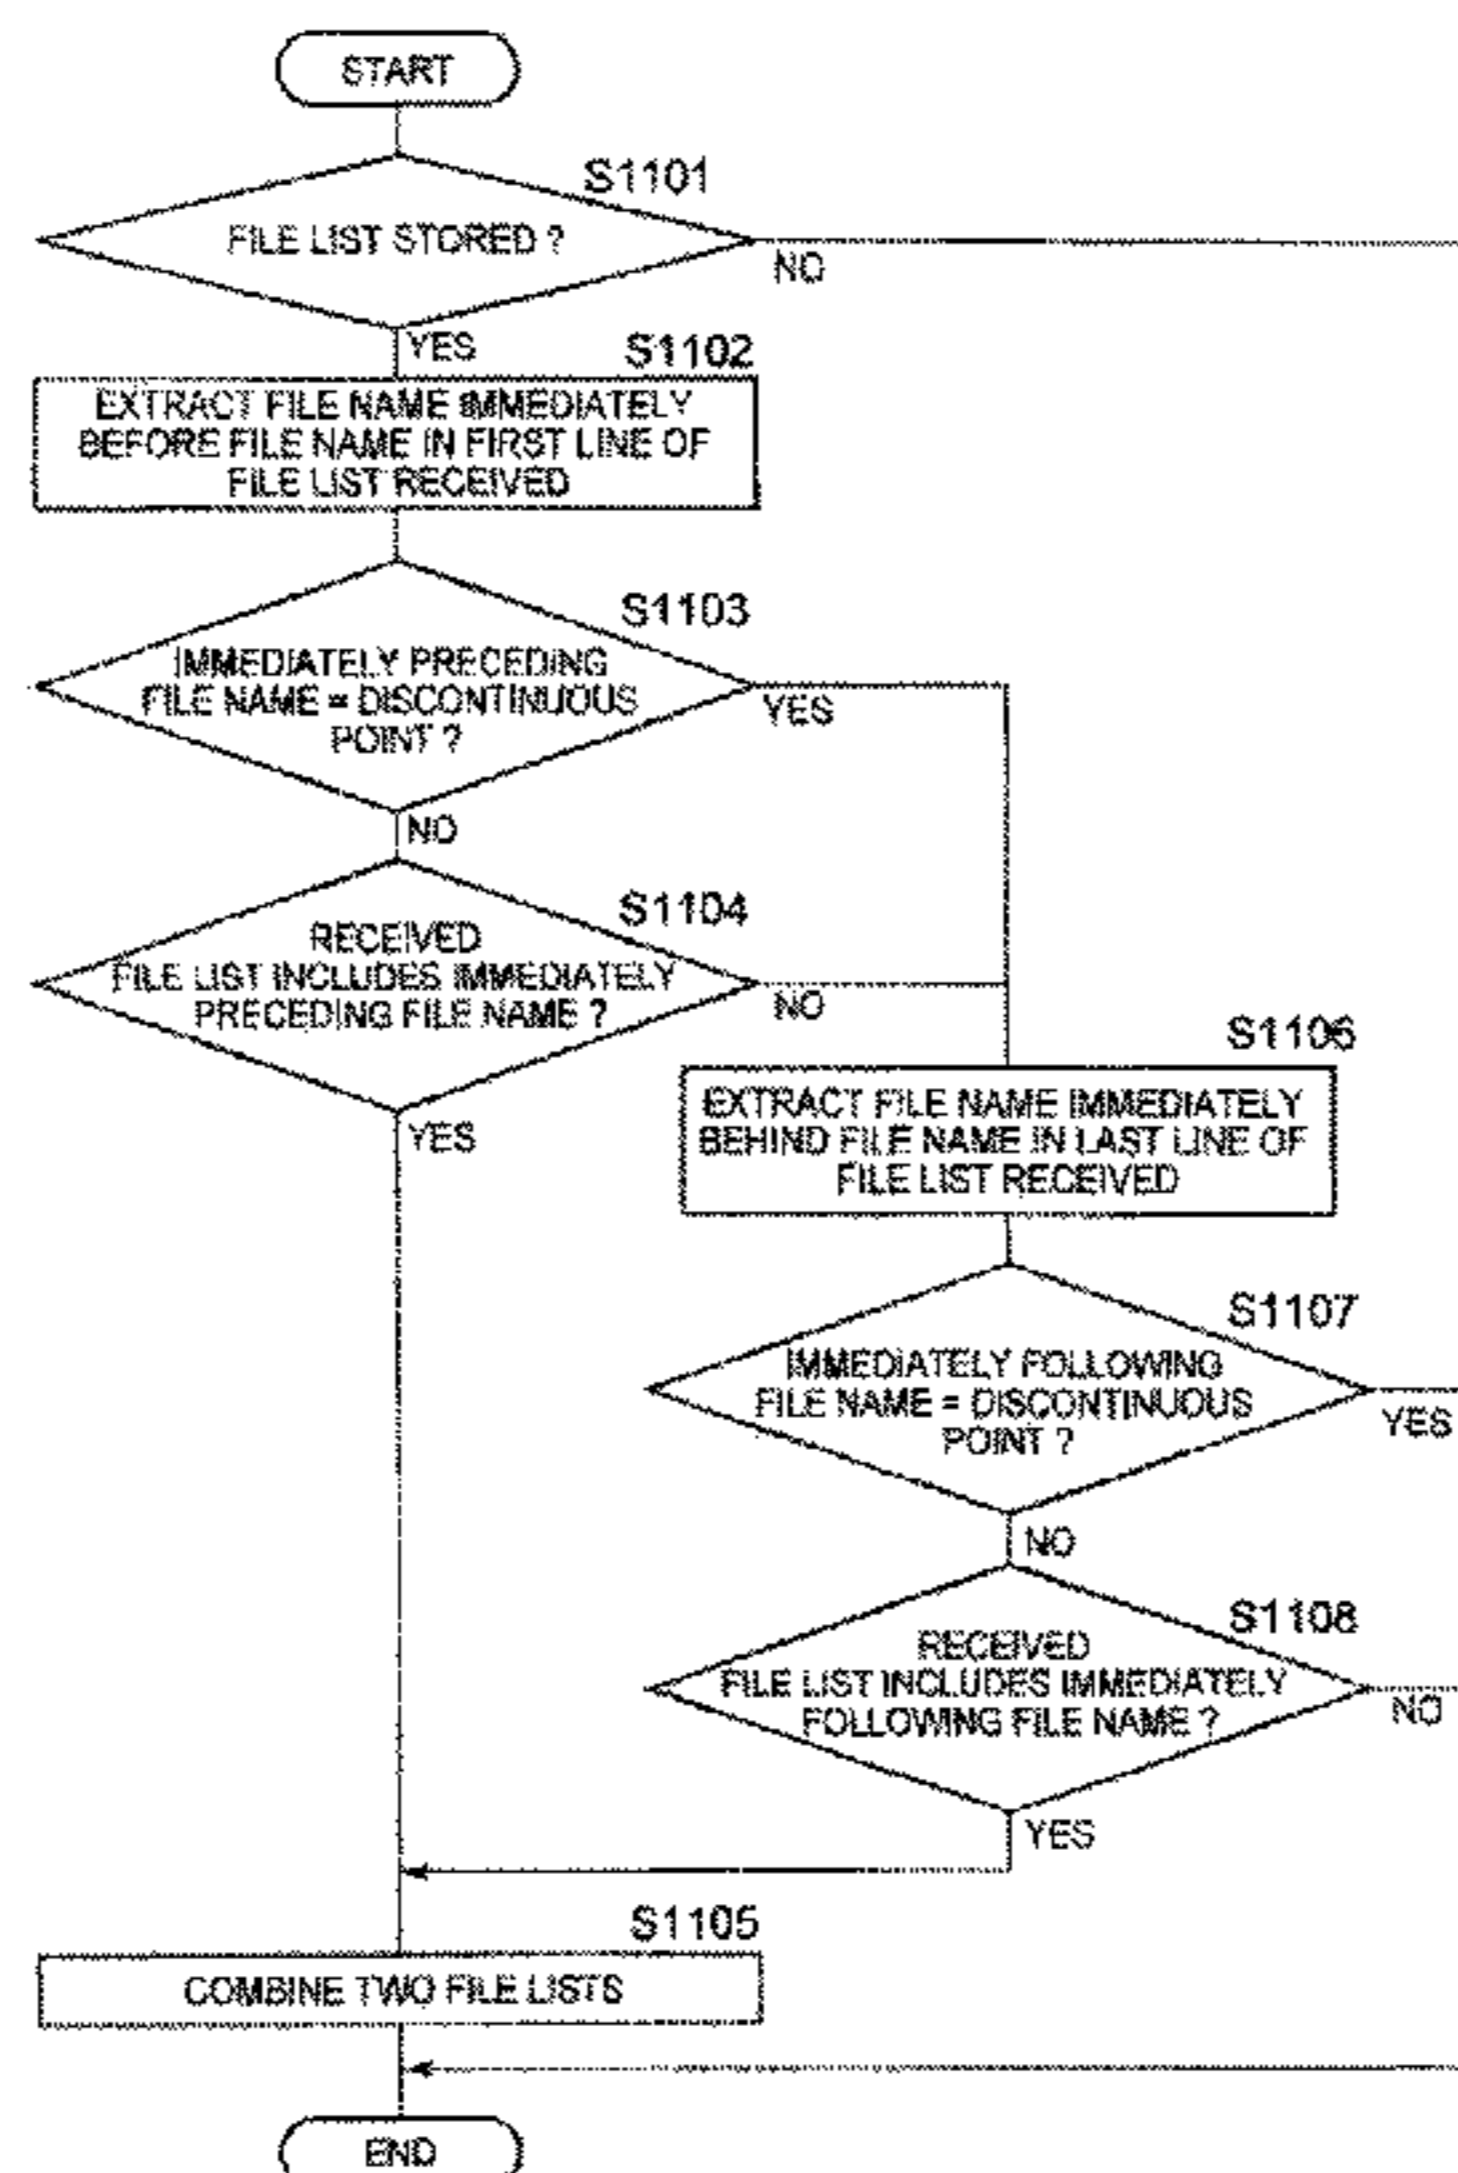 START
S1101
FILE LIST STORED ?
NO
YES
S1102
EXTRACT FILE NAME IMMEDIATELY
BEFORE FILE NAME IN FIRST LINE OF
FILE LIST RECEIVED
S1103
IMMEDIATELY PRECEDING
FILE NAME = DISCONTINUOUS
POINT ?
YES
NO
S1104
RECEIVED
FILE LIST INCLUDES IMMEDIATELY
PRECEDING FILE NAME ?
NO
YES
S1106
EXTRACT FILE NAME IMMEDIATELY
BEHIND FILE NAME IN LAST LINE OF
FILE LIST RECEIVED
S1107
IMMEDIATELY FOLLOWING
FILE NAME = DISCONTINUOUS
POINT ?
YES
NO
S1108
RECEIVED
FILE LIST INCLUDES IMMEDIATELY
FOLLOWING FILE NAME ?
NO
YES
S1105
COMBINE TWO FILE LISTS
END